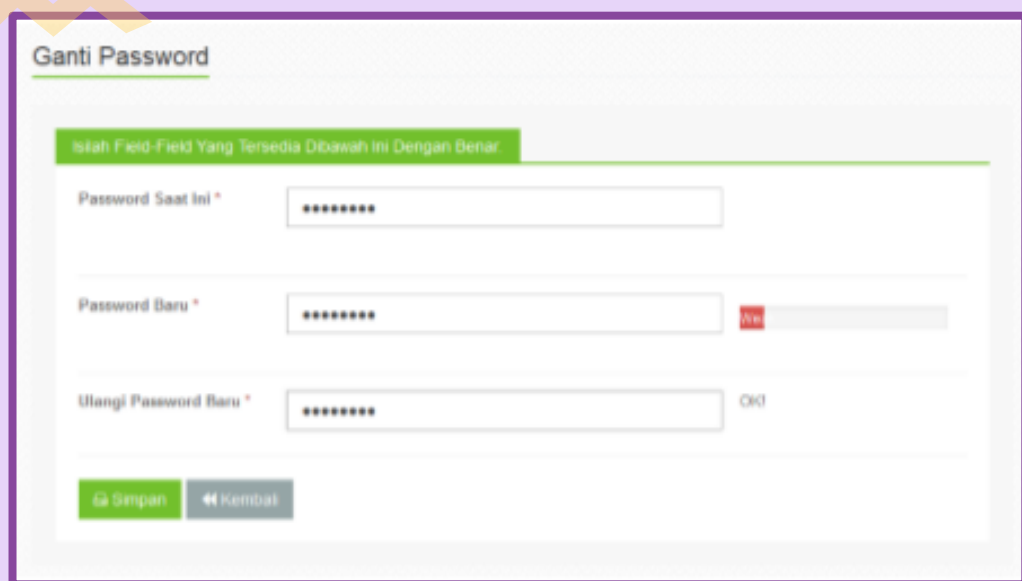 Ganti Password
Isilah Field-Field Yang Tersedia Dibawah Ini Dengan Benar.
Password Saat Ini * ●●●●●●●●
Password Baru * ●●●●●●●● We
Ulangi Password Baru * ●●●●●●●● OK!
Simpan Kembali